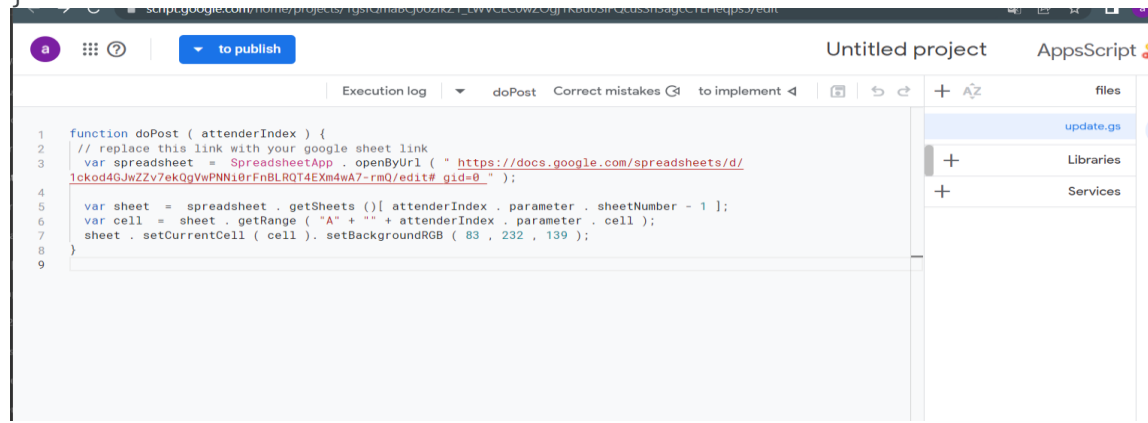 a
to publish
Untitled project
AppsScript
Execution log
doPost
Correct mistakes
to implement
AZ
files
1 function doPost ( attenderIndex ) {
2 // replace this link with your google sheet link
3 var spreadsheet = SpreadsheetApp . openByUrl ( " https://docs.google.com/spreadsheets/d/
1ckod4GJwZZv7ekQgVwPNNi0rFnBLRQT4EXm4wA7-rmQ/edit# gid=0 " );
4
5 var sheet = spreadsheet . getSheets ()[ attenderIndex . parameter . sheetNumber - 1 ];
6 var cell = sheet . getRange ( "A" + "" + attenderIndex . parameter . cell );
7 sheet . setCurrentCell ( cell ). setBackgroundRGB ( 83 , 232 , 139 );
8 }
9
update.gs
Libraries
Services